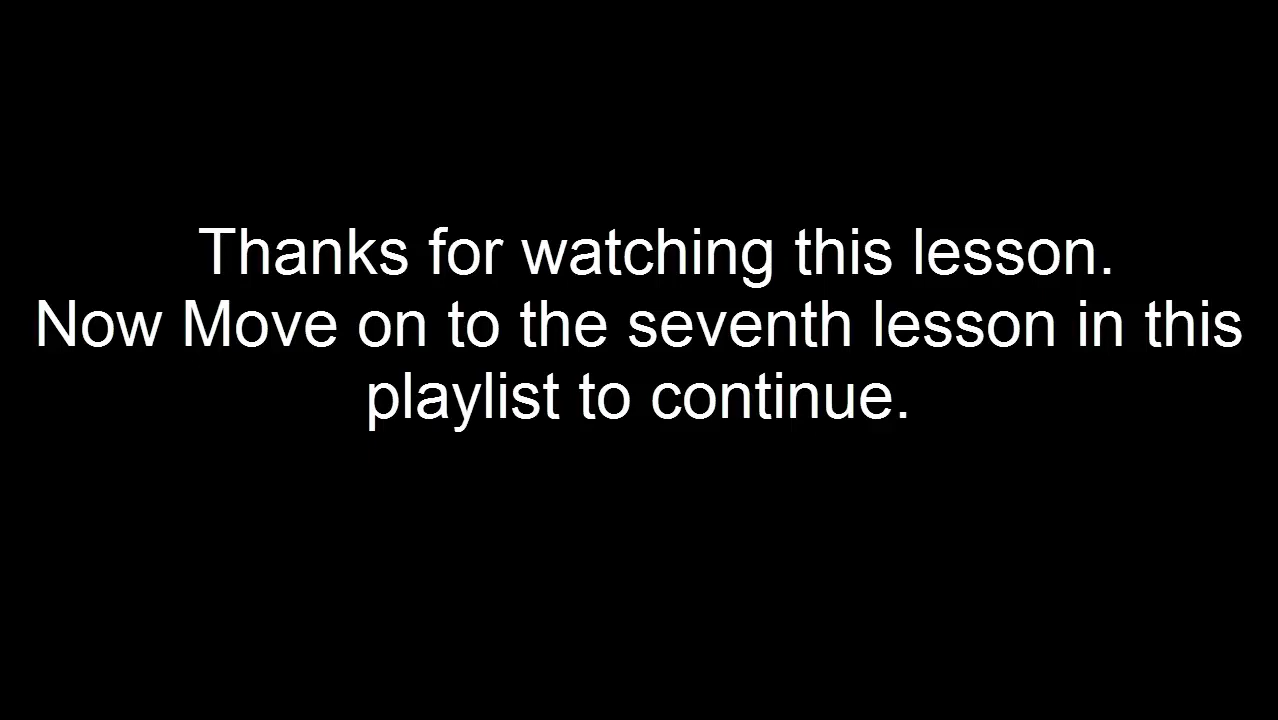 Thanks for watching this lesson.
Now Move on to the seventh lesson in this
playlist to continue.